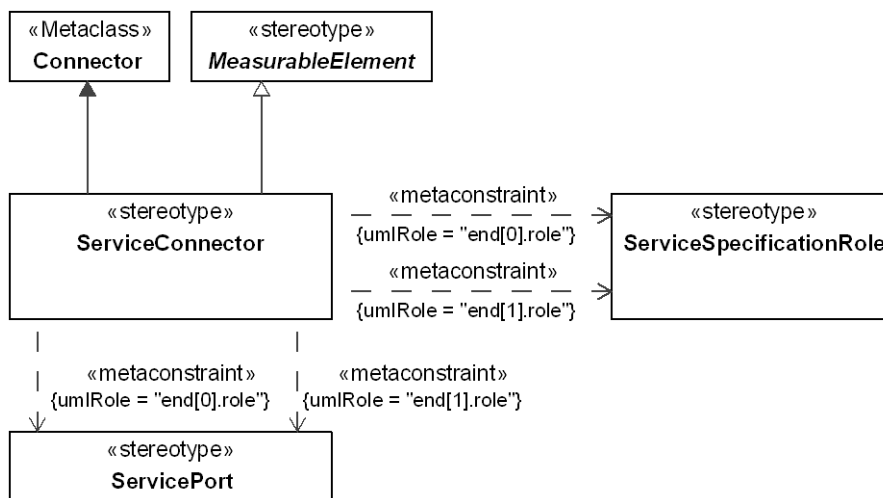 «Metaclass»
Connector
«stereotype»
MeasurableElement
«stereotype»
ServiceConnector
«metaconstraint»
{umlRole = "end[0].role"}
«metaconstraint»
{umlRole = "end[1].role"}
«stereotype»
ServiceSpecificationRole
«metaconstraint»
{umlRole = "end[0].role"}
«metaconstraint»
{umlRole = "end[1].role"}
«stereotype»
ServicePort